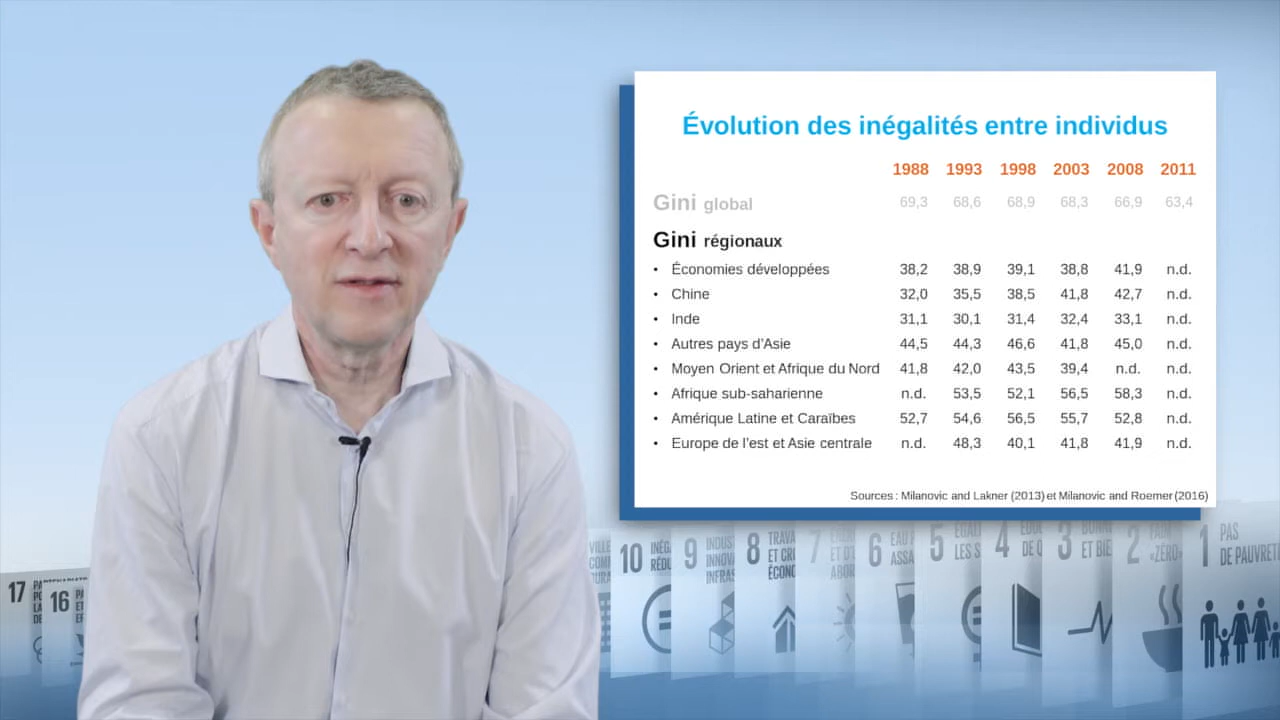 Évolution des inégalités entre individus
1988 1993 1998 2003 2008 2011
Gini global 69,3 68,6 68,9 68,3 66,9 63,4
Gini régionaux
• Économies développées 38,2 38,9 39,1 38,8 41,9 n.d.
• Chine 32,0 35,5 38,5 41,8 42,7 n.d.
• Inde 31,1 30,1 31,4 32,4 33,1 n.d.
• Autres pays d'Asie 44,5 44,3 46,6 41,8 45,0 n.d.
• Moyen Orient et Afrique du Nord 41,8 42,0 43,5 39,4 n.d. n.d.
• Afrique sub-saharienne n.d. 53,5 52,1 56,5 58,3 n.d.
• Amérique Latine et Caraïbes 52,7 54,6 56,5 55,7 52,8 n.d.
• Europe de l'est et Asie centrale n.d. 48,3 40,1 41,8 41,9 n.d.
Sources : Milanovic and Lakner (2013) et Milanovic and Roemer (2016)
17
16
10
9
8
7
6
5
4
3
2
«ZÉRO»
1 PAS
DE PAUVRET